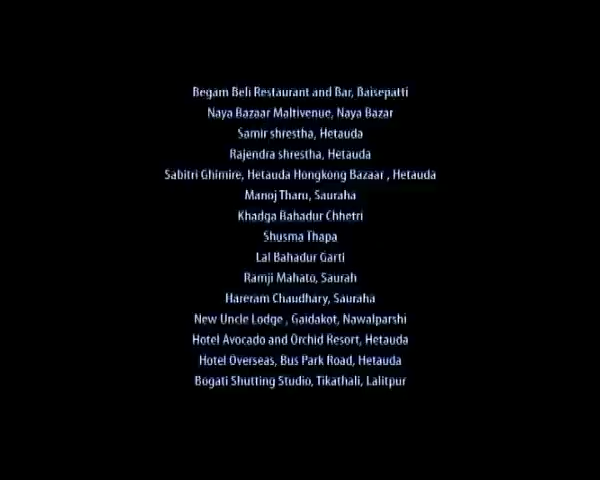 Begam Beli Restaurant and Bar, Baisepatti
Naya Bazaar Maltivenue, Naya Bazar
Samir shrestha, Hetauda
Rajendra shrestha, Hetauda
Sabitri Ghimire, Hetauda Hongkong Bazaar , Hetauda
Manoj Tharu, Sauraha
Khadga Bahadur Chhetri
Shusma Thapa
Lal Bahadur Garti
Ramji Mahato, Saurah
Hareram Chaudhary, Sauraha
New Uncle Lodge , Gaidakot, Nawalparshi
Hotel Avocado and Orchid Resort, Hetauda
Hotel Overseas, Bus Park Road, Hetauda
Bogati Shutting Studio, Tikathali, Lalitpur